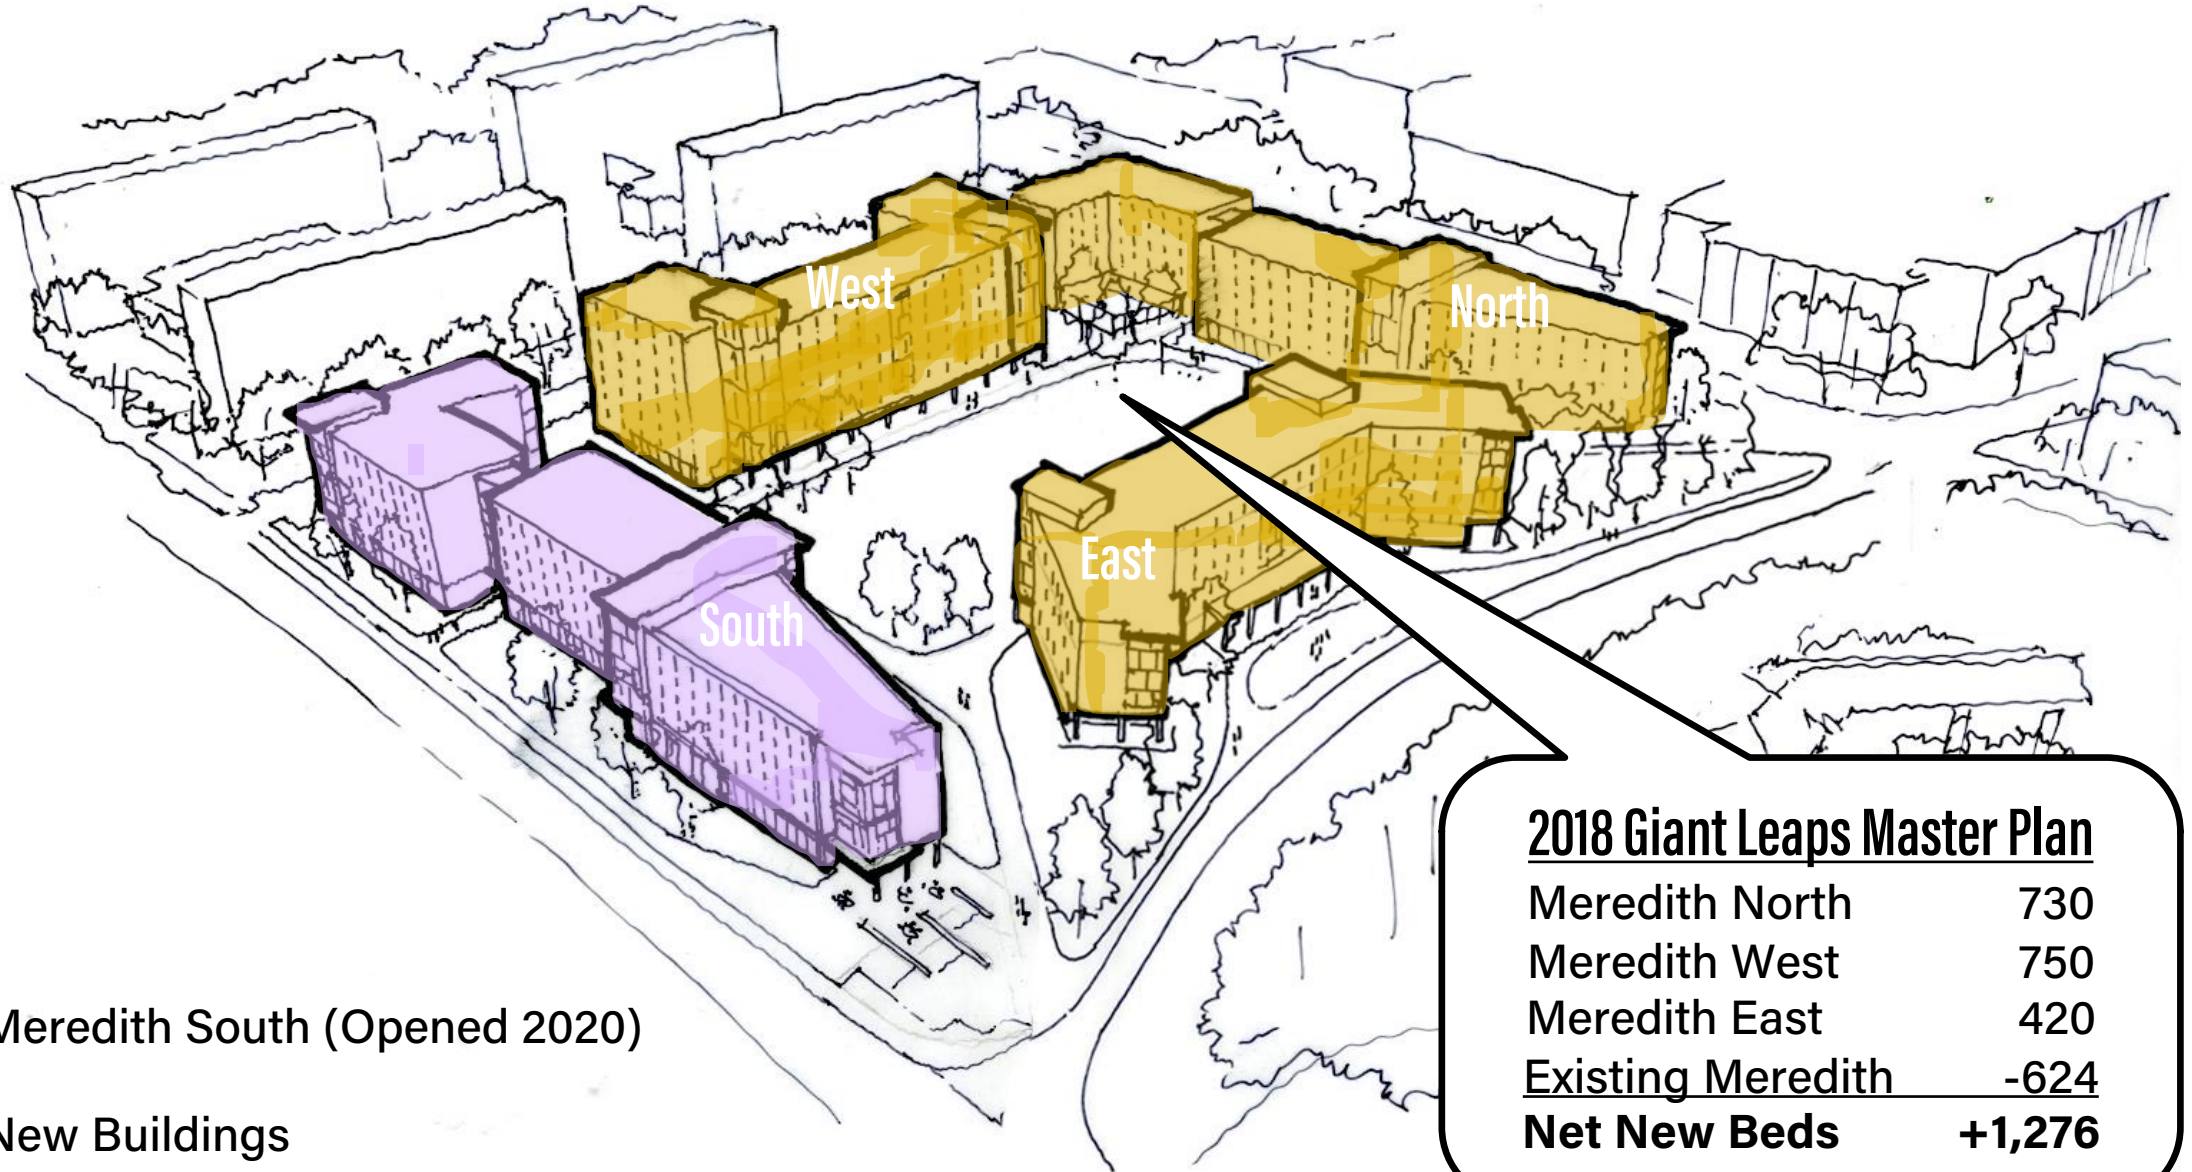 West
North
East
South
2018 Giant Leaps Master Plan
Meredith North 730
Meredith West 750
Meredith East 420
Existing Meredith -624
Net New Beds +1,276
Meredith South (Opened 2020)
New Buildings